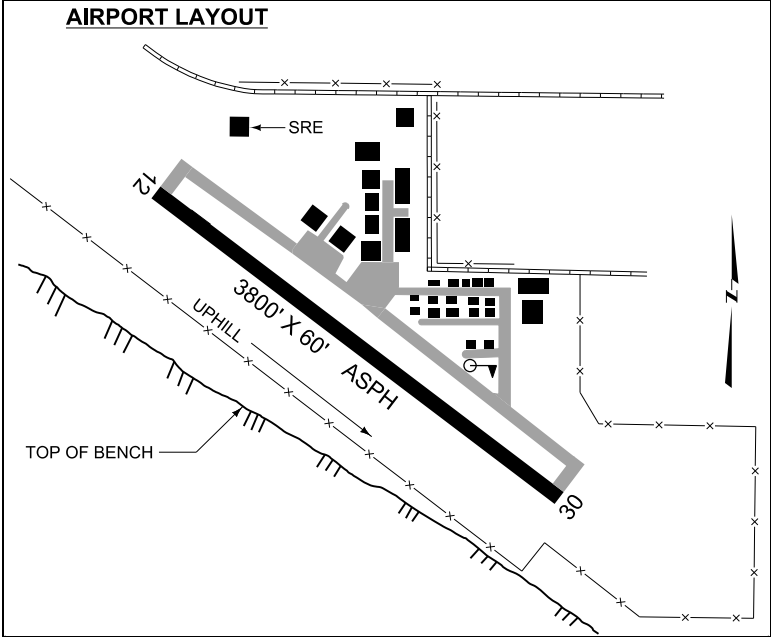 AIRPORT LAYOUT
SRE
12
UPHILL
3800' X 60' ASPH
N
TOP OF BENCH
30